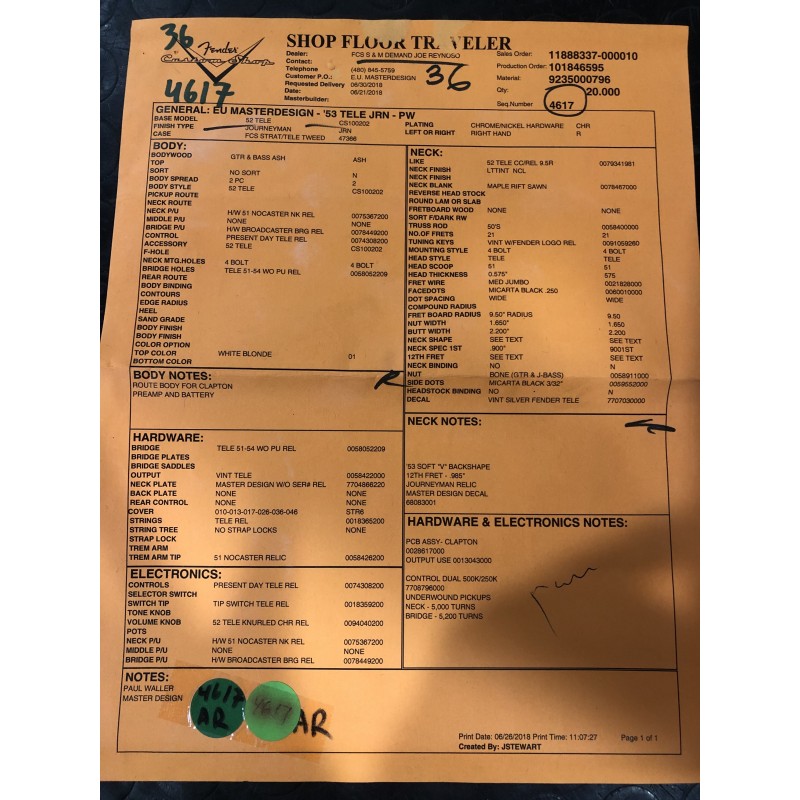 36
Fender
Custom Shop
4617
SHOP FLOOR TRAVELER
Dealer: FCS S & M DEMAND JOE REYNOSO
Contact:
Telephone (480) 845-5759
Customer P.O.: E.U. MASTERDESIGN
Requested Delivery 06/30/2018
Date: 06/21/2018
Masterbuilder:
36
Sales Order: 11888337-000010
Production Order: 101846595
Material: 9235000796
Qty: 20.000
Seq.Number 4617
GENERAL: EU MASTERDESIGN - '53 TELE JRN - PW
BASE MODEL 52 TELE CS100202
FINISH TYPE JOURNEYMAN JRN
CASE FCS STRAT/TELE TWEED 47366
PLATING CHROME/NICKEL HARDWARE CHR
LEFT OR RIGHT RIGHT HAND R
BODY:
BODYWOOD GTR & BASS ASH ASH
TOP
SORT NO SORT N
BODY SPREAD 2 PC 2
BODY STYLE 52 TELE CS100202
PICKUP ROUTE
NECK ROUTE
NECK P/U H/W 51 NOCASTER NK REL 0075367200
MIDDLE P/U NONE NONE
BRIDGE P/U H/W BROADCASTER BRG REL 0078449200
CONTROL PRESENT DAY TELE REL 0074308200
ACCESSORY 52 TELE CS100202
F-HOLE
NECK MTG.HOLES 4 BOLT 4 BOLT
BRIDGE HOLES TELE 51-54 WO PU REL 0058052209
REAR ROUTE
BODY BINDING
CONTOURS
EDGE RADIUS
HEEL
SAND GRADE
BODY FINISH
BODY FINISH
COLOR OPTION
TOP COLOR WHITE BLONDE 01
BOTTOM COLOR
BODY NOTES:
ROUTE BODY FOR CLAPTON
PREAMP AND BATTERY
HARDWARE:
BRIDGE TELE 51-54 WO PU REL 0058052209
BRIDGE PLATES
BRIDGE SADDLES
OUTPUT VINT TELE 0058422000
NECK PLATE MASTER DESIGN W/O SER# REL 7704886220
BACK PLATE NONE NONE
REAR CONTROL NONE NONE
COVER 010-013-017-026-036-046 STR6
STRINGS TELE REL 0018365200
STRING TREE NO STRAP LOCKS NONE
STRAP LOCK
TREM ARM
TREM ARM TIP 51 NOCASTER RELIC 0058426200
ELECTRONICS:
CONTROLS PRESENT DAY TELE REL 0074308200
SELECTOR SWITCH
SWITCH TIP TIP SWITCH TELE REL 0018359200
TONE KNOB
VOLUME KNOB 52 TELE KNURLED CHR REL 0094040200
POTS
NECK P/U H/W 51 NOCASTER NK REL 0075367200
MIDDLE P/U NONE NONE
BRIDGE P/U H/W BROADCASTER BRG REL 0078449200
NECK:
LIKE 52 TELE CC/REL 9.5R 0079341981
NECK FINISH LTTINT NCL
NECK FINISH
NECK BLANK MAPLE RIFT SAWN 0078487000
REVERSE HEAD STOCK
ROUND LAM OR SLAB
FRETBOARD WOOD NONE NONE
SORT F/DARK RW
TRUSS ROD 50'S 0058400000
NO.OF FRETS 21 21
TUNING KEYS VINT W/FENDER LOGO REL 0091059260
MOUNTING STYLE 4 BOLT 4 BOLT
HEAD STYLE TELE TELE
HEAD SCOOP 51 51
HEAD THICKNESS 0.575" 575
FRET WIRE MED JUMBO 0021828000
FACEDOTS MICARTA BLACK .250 0060010000
DOT SPACING WIDE WIDE
COMPOUND RADIUS
FRET BOARD RADIUS 9.50" RADIUS 9.50
NUT WIDTH 1.650" 1.650
BUTT WIDTH 2.200" 2.200
NECK SHAPE SEE TEXT SEE TEXT
NECK SPEC 1ST .900" 9001ST
12TH FRET SEE TEXT SEE TEXT
NECK BINDING NO N
NUT BONE (GTR & J-BASS) 0058911000
SIDE DOTS MICARTA BLACK 3/32" 0059552000
HEADSTOCK BINDING NO N
DECAL VINT SILVER FENDER TELE 7707030000
NECK NOTES:
'53 SOFT "V" BACKSHAPE
12TH FRET - .985"
JOURNEYMAN RELIC
MASTER DESIGN DECAL
68083001
HARDWARE & ELECTRONICS NOTES:
PCB ASSY- CLAPTON
0028617000
OUTPUT USE 0013043000
CONTROL DUAL 500K/250K
7708796000
UNDERWOUND PICKUPS
NECK - 5,000 TURNS
BRIDGE - 5,200 TURNS
NOTES:
PAUL WALLER
MASTER DESIGN
4617
AR
4617
AR
Print Date: 06/26/2018 Print Time: 11:07:27 Page 1 of 1
Created By: JSTEWART